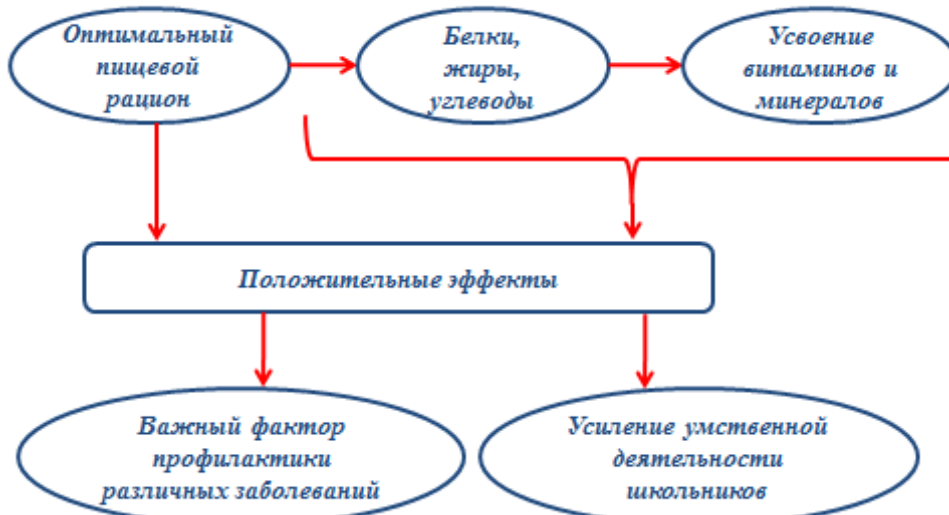 Оптимальный
пищевой
рацион
Белки,
жиры,
углеводы
Усвоение
витаминов и
минералов
Положительные эффекты
Важный фактор
профилактики
различных заболеваний
Усиление умственной
деятельности
школьников